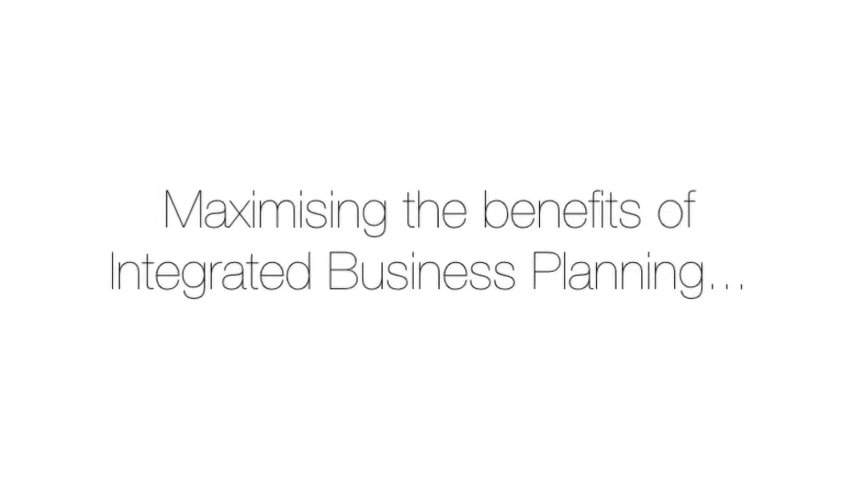 Maximising the benefits of
Integrated Business Planning...